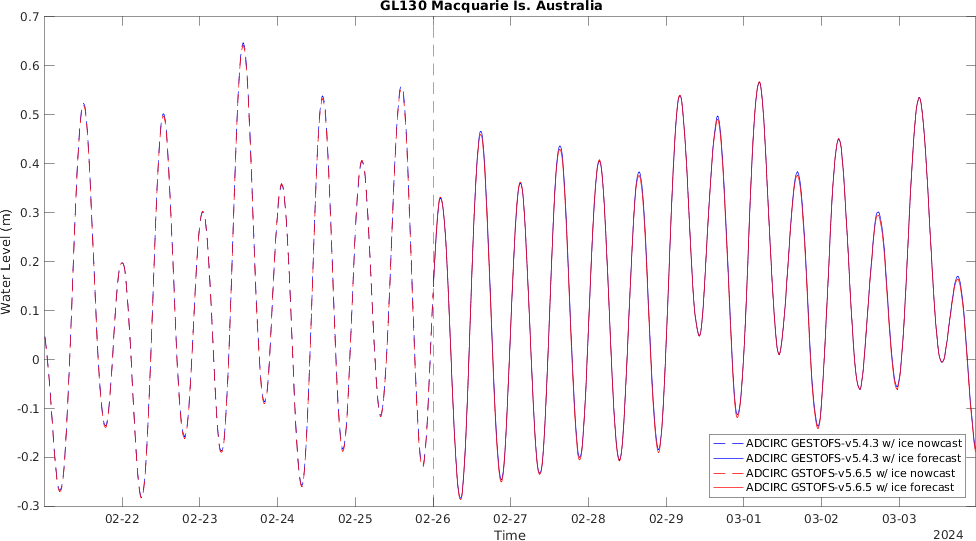 GL130 Macquarie Is. Australia
0.7
0.6
0.5
0.4
0.3
0.2
0.1
0
-0.1
-0.2
-0.3
Water Level (m)
ADCIRC GESTOFS-v5.4.3 w/ ice nowcast
ADCIRC GESTOFS-v5.4.3 w/ ice forecast
ADCIRC GSTOFS-v5.6.5 w/ ice nowcast
ADCIRC GSTOFS-v5.6.5 w/ ice forecast
02-22 02-23 02-24 02-25 02-26 02-27 02-28 02-29 03-01 03-02 03-03
Time
2024